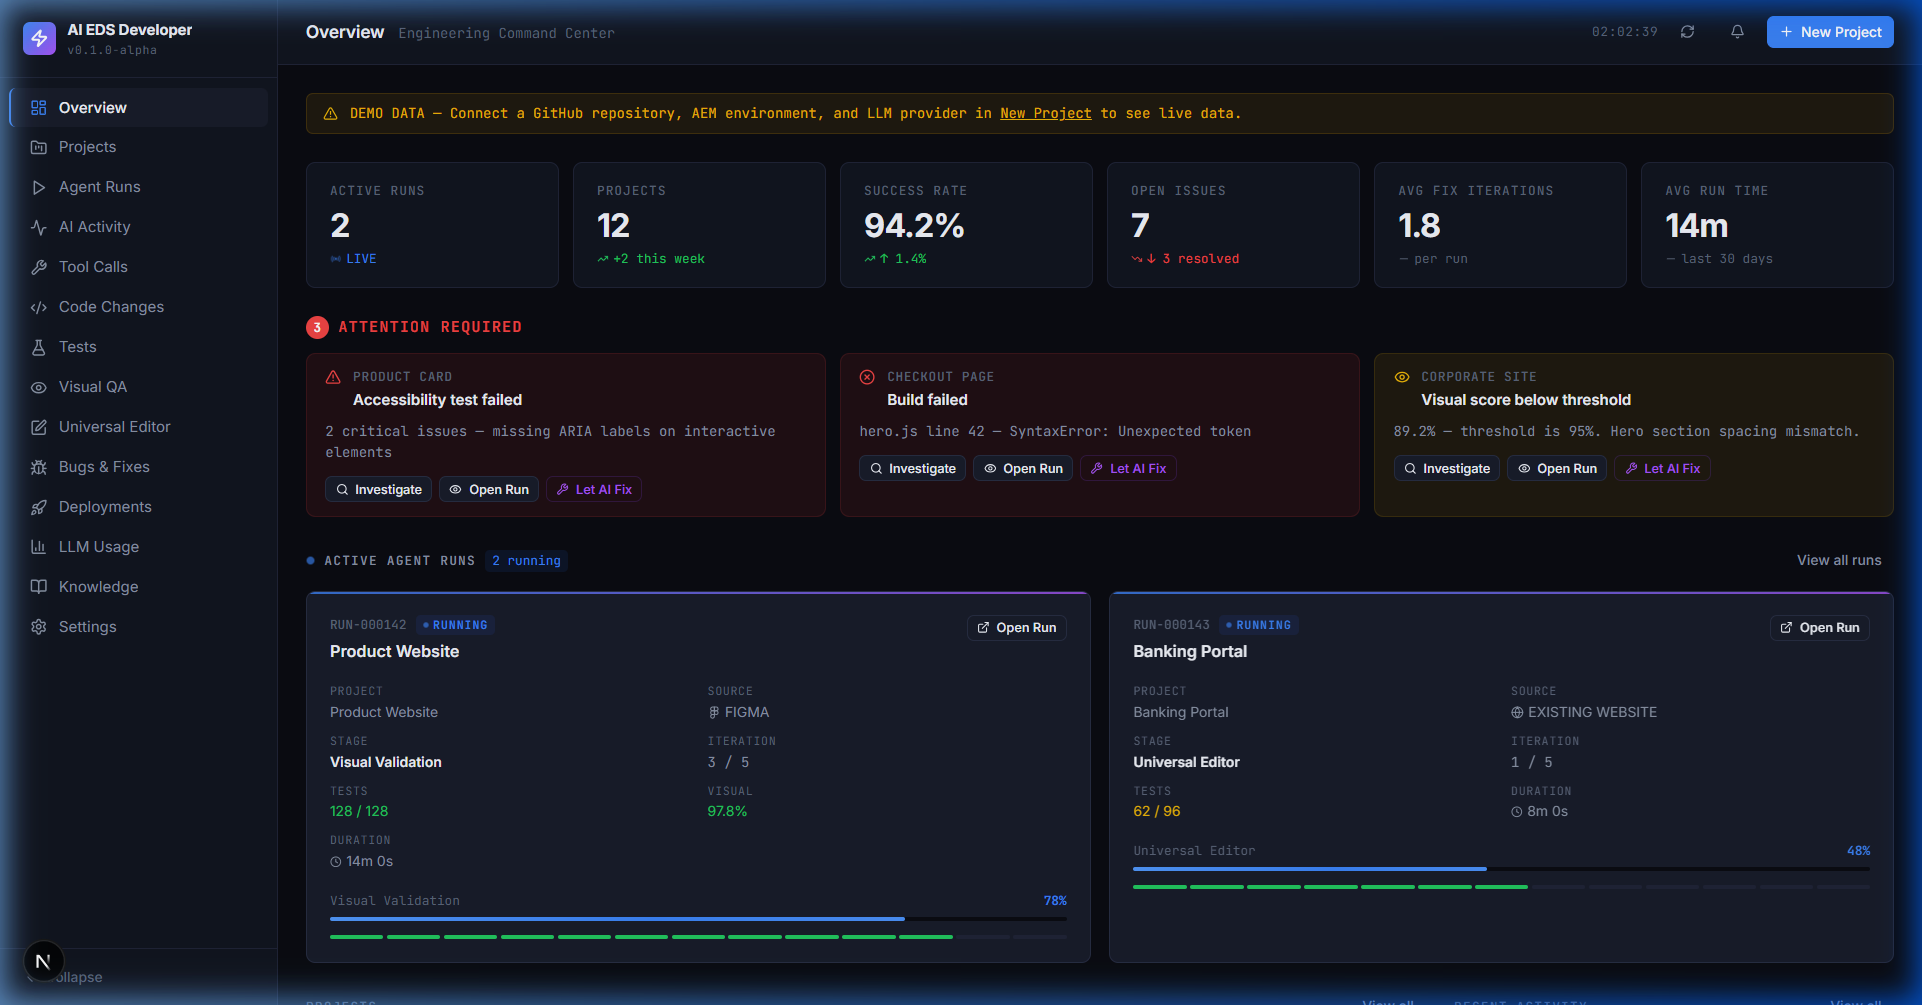 AI EDS Developer
v0.1.0-alpha
Overview
Projects
Agent Runs
AI Activity
Tool Calls
Code Changes
Tests
Visual QA
Universal Editor
Bugs & Fixes
Deployments
LLM Usage
Knowledge
Settings
N
ollapse
Overview Engineering Command Center
02:02:39
+ New Project
DEMO DATA — Connect a GitHub repository, AEM environment, and LLM provider in New Project to see live data.
ACTIVE RUNS
2
LIVE
PROJECTS
12
+2 this week
SUCCESS RATE
94.2%
↑ 1.4%
OPEN ISSUES
7
↓ 3 resolved
AVG FIX ITERATIONS
1.8
— per run
AVG RUN TIME
14m
— last 30 days
3 ATTENTION REQUIRED
PRODUCT CARD
Accessibility test failed
2 critical issues — missing ARIA labels on interactive
elements
Investigate Open Run Let AI Fix
CHECKOUT PAGE
Build failed
hero.js line 42 — SyntaxError: Unexpected token
Investigate Open Run Let AI Fix
CORPORATE SITE
Visual score below threshold
89.2% — threshold is 95%. Hero section spacing mismatch.
Investigate Open Run Let AI Fix
ACTIVE AGENT RUNS 2 running
View all runs
RUN-000142 RUNNING
Open Run
Product Website
PROJECT
Product Website
SOURCE
FIGMA
STAGE
Visual Validation
ITERATION
3 / 5
TESTS
128 / 128
VISUAL
97.8%
DURATION
14m 0s
Visual Validation 78%
RUN-000143 RUNNING
Open Run
Banking Portal
PROJECT
Banking Portal
SOURCE
EXISTING WEBSITE
STAGE
Universal Editor
ITERATION
1 / 5
TESTS
62 / 96
DURATION
8m 0s
Universal Editor 48%
PROJECTS
View all
RECENT ACTIVITY
View all